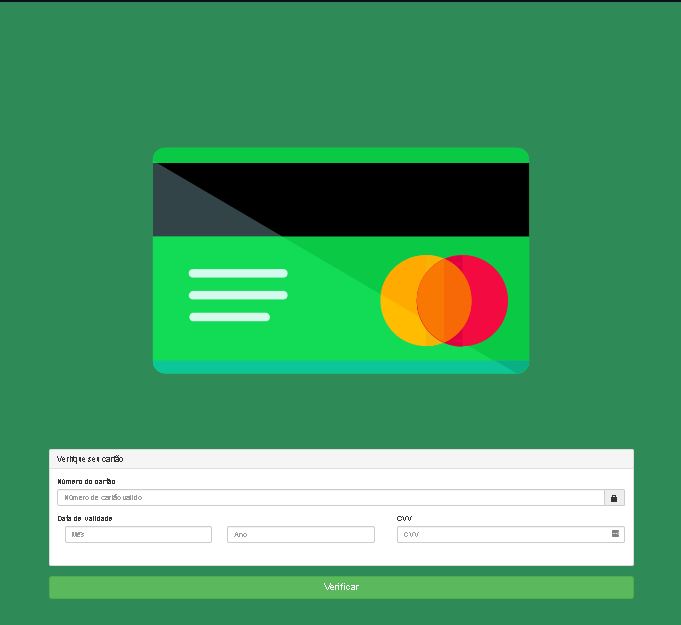 Verifique seu cartão
Número do cartão
Número de cartão valido
Data de validade CVV
Mês Ano CVV
Verificar